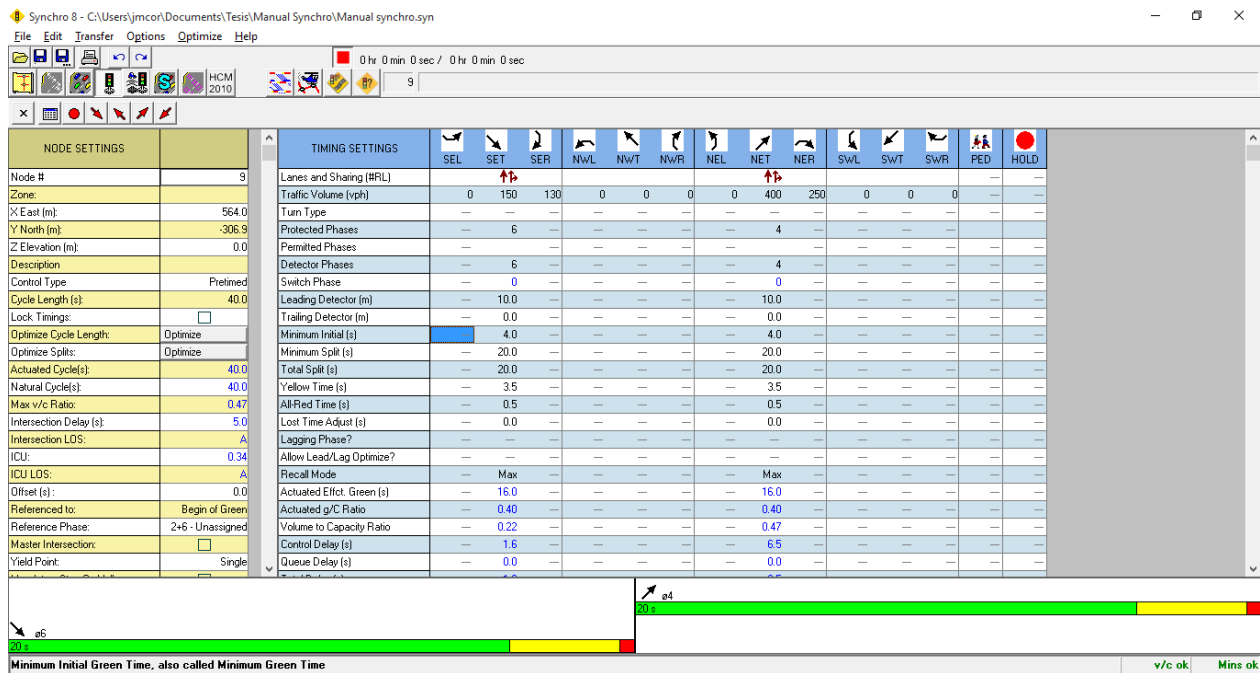 Synchro 8 - C:\Users\jmcor\Documents\Tesis\Manual Synchro\Manual synchro.syn
File Edit Transfer Options Optimize Help
0 hr 0 min 0 sec / 0 hr 0 min 0 sec
HCM 2010 9
NODE SETTINGS
Node # 9
Zone:
X East (m): 564.0
Y North (m): -306.9
Z Elevation (m): 0.0
Description
Control Type Pretimed
Cycle Length (s): 40.0
Lock Timings:
Optimize Cycle Length: Optimize
Optimize Splits: Optimize
Actuated Cycle(s): 40.0
Natural Cycle(s): 40.0
Max v/c Ratio: 0.47
Intersection Delay (s): 5.0
Intersection LOS: A
ICU: 0.34
ICU LOS: A
Offset (s) : 0.0
Referenced to: Begin of Green
Reference Phase: 2+6 - Unassigned
Master Intersection:
Yield Point: Single
TIMING SETTINGS SEL SET SER NWL NWT NWR NEL NET NER SWL SWT SWR PED HOLD
Lanes and Sharing (#RL) — —
Traffic Volume (vph) 0 150 130 0 0 0 0 400 250 0 0 0 — —
Turn Type — — — — — — — — — — — — — —
Protected Phases — 6 — — — — — 4 — — — — — —
Permitted Phases — — — — — — — — — — — —
Detector Phases — 6 — — — — — 4 — — — — — —
Switch Phase — 0 — — — — — 0 — — — — — —
Leading Detector (m) — 10.0 — — — — — 10.0 — — — — — —
Trailing Detector (m) — 0.0 — — — — — 0.0 — — — — — —
Minimum Initial (s) 4.0 — — — — — 4.0 — — — — — —
Minimum Split (s) — 20.0 — — — — — 20.0 — — — — — —
Total Split (s) — 20.0 — — — — — 20.0 — — — — — —
Yellow Time (s) — 3.5 — — — — — 3.5 — — — — — —
All-Red Time (s) — 0.5 — — — — — 0.5 — — — — — —
Lost Time Adjust (s) — 0.0 — — — — — 0.0 — — — — — —
Lagging Phase? — — — — — — — — — — — — — —
Allow Lead/Lag Optimize? — — — — — — — — — — — — — —
Recall Mode — Max — — — — — Max — — — — — —
Actuated Effct. Green (s) — 16.0 — — — — — 16.0 — — — — — —
Actuated g/C Ratio — 0.40 — — — — — 0.40 — — — — — —
Volume to Capacity Ratio — 0.22 — — — — — 0.47 — — — — — —
Control Delay (s) — 1.6 — — — — — 6.5 — — — — — —
Queue Delay (s) — 0.0 — — — — — 0.0 — — — — — —
ø4
20 s
ø6
20 s
Minimum Initial Green Time, also called Minimum Green Time v/c ok Mins ok